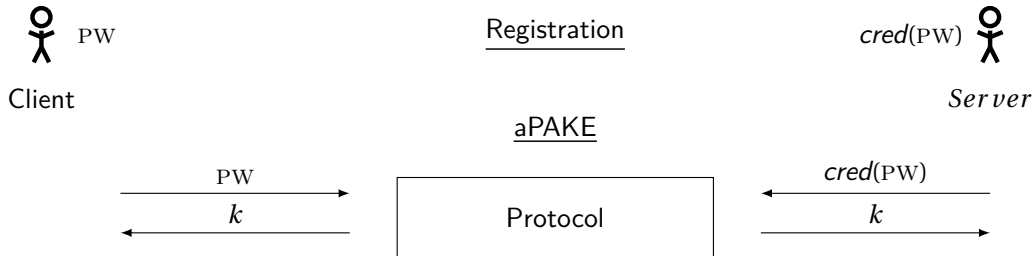 PW Registration cred(PW)
Client Server
aPAKE
PW cred(PW)
k Protocol k